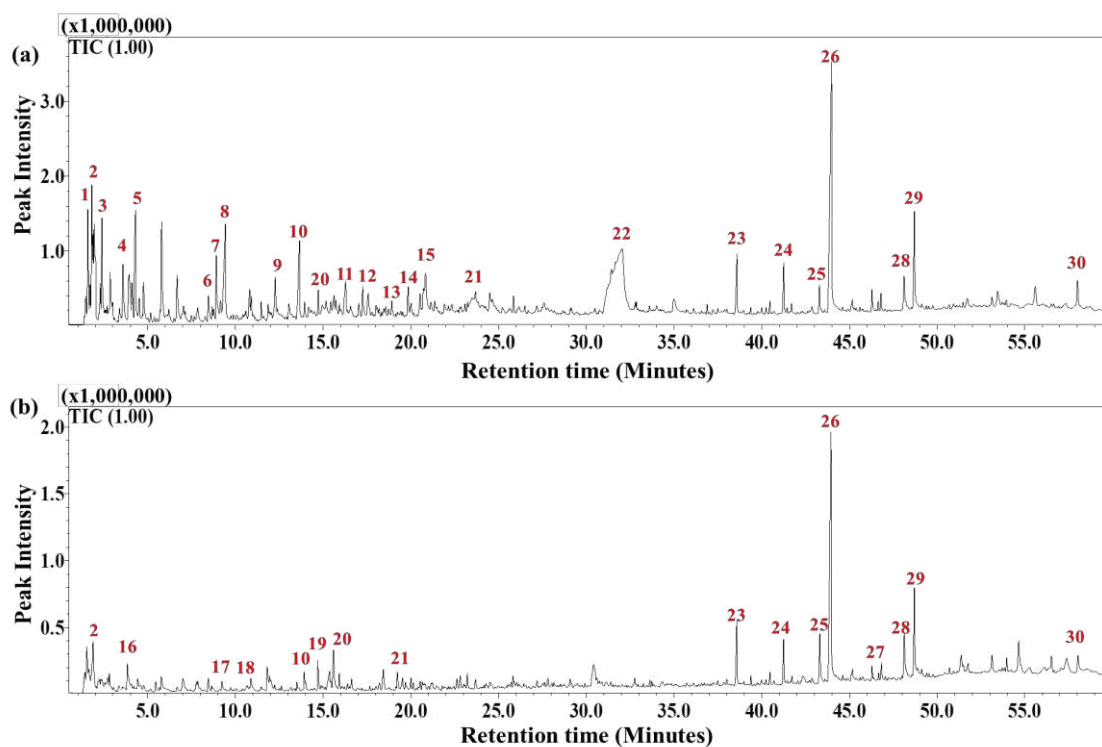 (x1,000,000)
(a)
TIC (1.00)
Peak Intensity
3.0
2.0
1.0
1 2 3 4 5 6 7 8 9 10 20 11 12 13 14 15 21 22 23 24 25 26 28 29 30
5.0 10.0 15.0 20.0 25.0 30.0 35.0 40.0 45.0 50.0 55.0
Retention time (Minutes)
(x1,000,000)
(b)
TIC (1.00)
Peak Intensity
2.0
1.5
1.0
0.5
2 16 17 18 10 19 20 21 23 24 25 26 27 28 29 30
5.0 10.0 15.0 20.0 25.0 30.0 35.0 40.0 45.0 50.0 55.0
Retention time (Minutes)